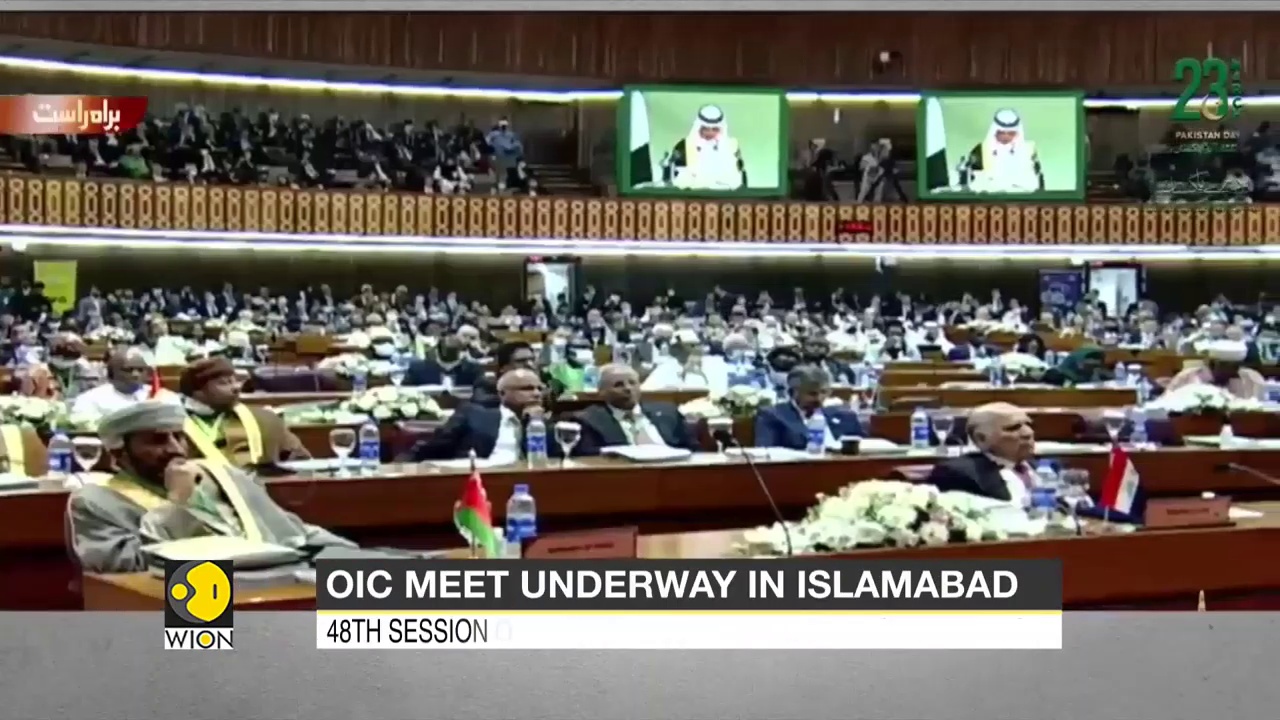 براہ راست
23
PAKISTAN DAY
OIC MEET UNDERWAY IN ISLAMABAD
48TH SESSION
WION